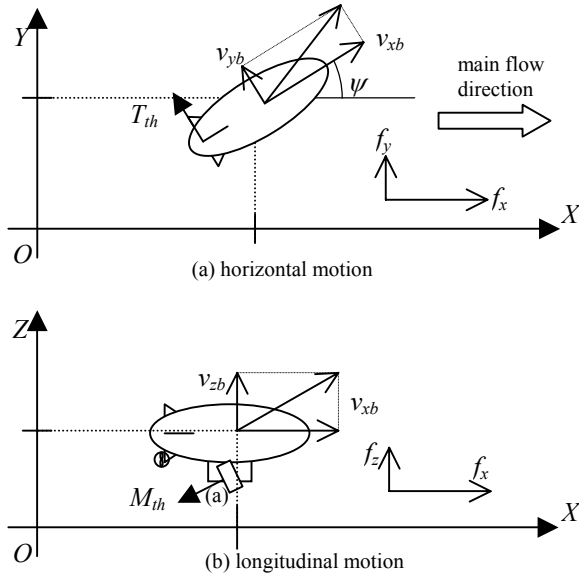 Y
v_yb
v_xb
ψ
main flow
direction
T_th
f_y
f_x
X
O
(a) horizontal motion
Z
v_zb
v_xb
f_z
f_x
M_th
(a)
X
O
(b) longitudinal motion